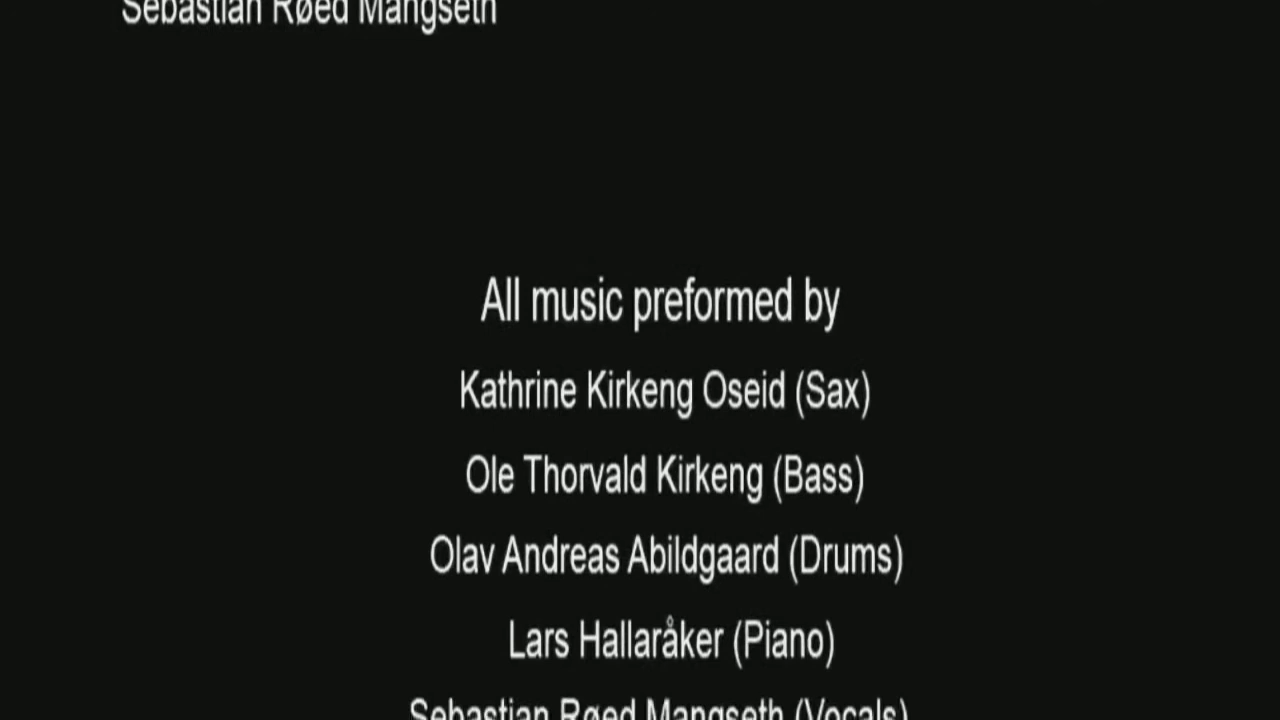 Sebastian Røed Mangseth
All music preformed by
Kathrine Kirkeng Oseid (Sax)
Ole Thorvald Kirkeng (Bass)
Olav Andreas Abildgaard (Drums)
Lars Hallaråker (Piano)
Sebastian Røed Mangseth (Vocals)